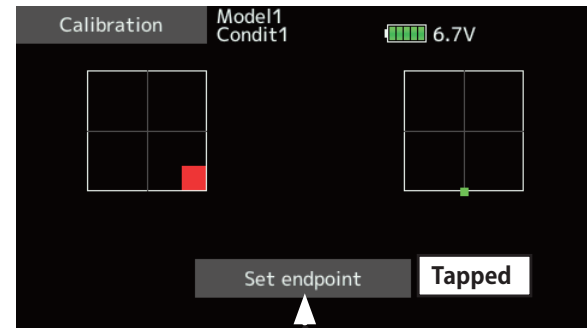 Calibration
Model1
Condit1
6.7V
Set endpoint
Tapped